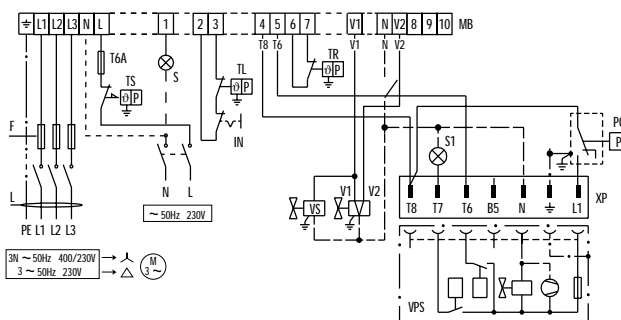 ⏚ L1 L2 L3 N L 1 2 3 4 5 6 7 V1 N V2 8 9 10 MB
T8 T6 V1 N V2
T6A
S
TS
ϑ P
TL
ϑ P
TR
ϑ P
IN
F
S1
L
N L
PE L1 L2 L3
~ 50Hz 230V
VS
V1
V2
T8 T7 T6 B5 N ⏚ L1
XP
3N ~ 50Hz 400/230V
3 ~ 50Hz 230V
M
3 ~
VPS